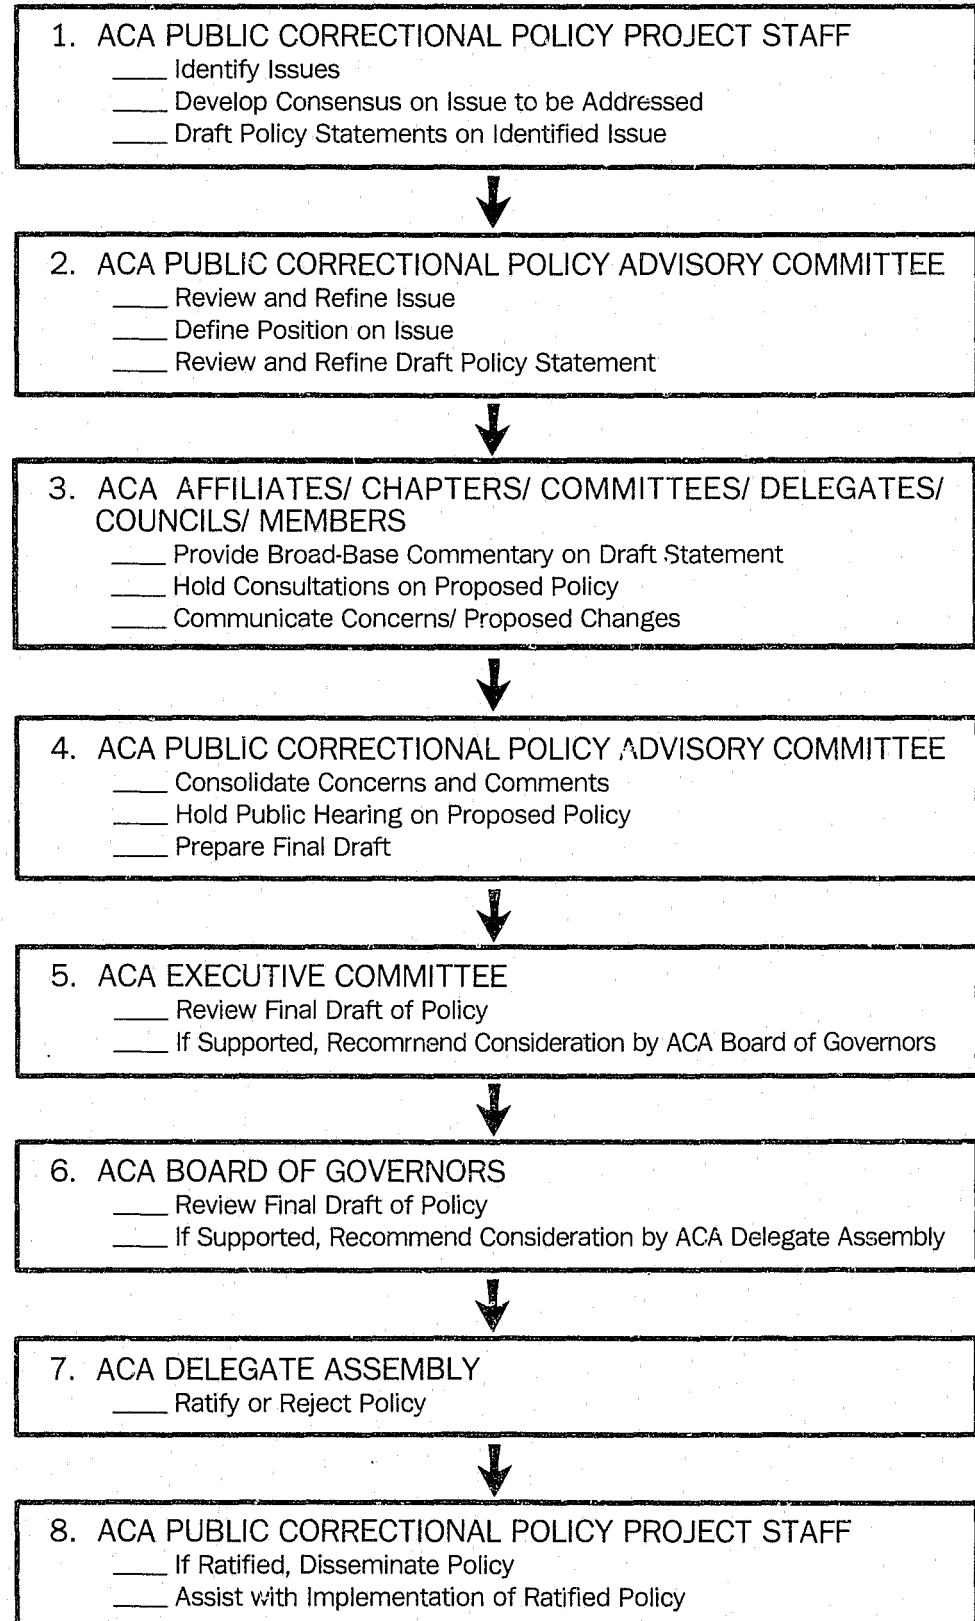 1. ACA PUBLIC CORRECTIONAL POLICY PROJECT STAFF
____ Identify Issues
____ Develop Consensus on Issue to be Addressed
____ Draft Policy Statements on Identified Issue
2. ACA PUBLIC CORRECTIONAL POLICY ADVISORY COMMITTEE
____ Review and Refine Issue
____ Define Position on Issue
____ Review and Refine Draft Policy Statement
3. ACA AFFILIATES/ CHAPTERS/ COMMITTEES/ DELEGATES/
COUNCILS/ MEMBERS
____ Provide Broad-Base Commentary on Draft Statement
____ Hold Consultations on Proposed Policy
____ Communicate Concerns/ Proposed Changes
4. ACA PUBLIC CORRECTIONAL POLICY ADVISORY COMMITTEE
____ Consolidate Concerns and Comments
____ Hold Public Hearing on Proposed Policy
____ Prepare Final Draft
5. ACA EXECUTIVE COMMITTEE
____ Review Final Draft of Policy
____ If Supported, Recommend Consideration by ACA Board of Governors
6. ACA BOARD OF GOVERNORS
____ Review Final Draft of Policy
____ If Supported, Recommend Consideration by ACA Delegate Assembly
7. ACA DELEGATE ASSEMBLY
____ Ratify or Reject Policy
8. ACA PUBLIC CORRECTIONAL POLICY PROJECT STAFF
____ If Ratified, Disseminate Policy
____ Assist with Implementation of Ratified Policy